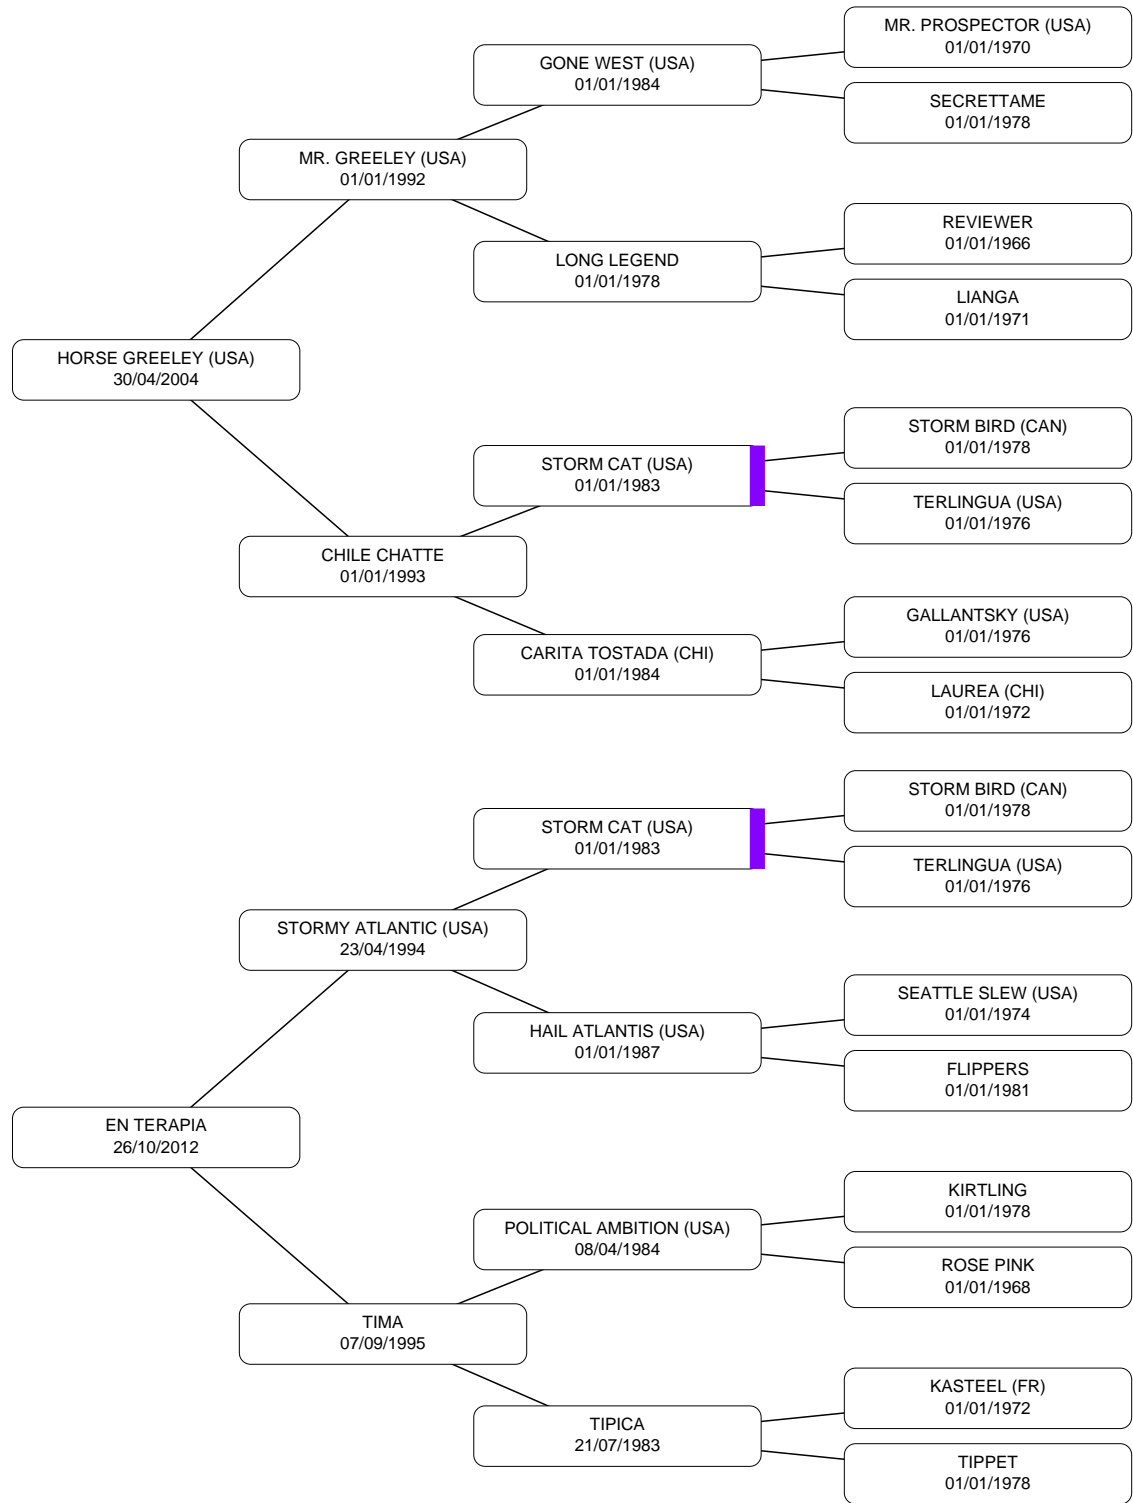 MR. PROSPECTOR (USA)
01/01/1970
GONE WEST (USA)
01/01/1984
SECRETTAME
01/01/1978
MR. GREELEY (USA)
01/01/1992
REVIEWER
01/01/1966
LONG LEGEND
01/01/1978
LIANGA
01/01/1971
HORSE GREELEY (USA)
30/04/2004
STORM BIRD (CAN)
01/01/1978
STORM CAT (USA)
01/01/1983
TERLINGUA (USA)
01/01/1976
CHILE CHATTE
01/01/1993
GALLANTSKY (USA)
01/01/1976
CARITA TOSTADA (CHI)
01/01/1984
LAUREA (CHI)
01/01/1972
STORM BIRD (CAN)
01/01/1978
STORM CAT (USA)
01/01/1983
TERLINGUA (USA)
01/01/1976
STORMY ATLANTIC (USA)
23/04/1994
SEATTLE SLEW (USA)
01/01/1974
HAIL ATLANTIS (USA)
01/01/1987
FLIPPERS
01/01/1981
EN TERAPIA
26/10/2012
KIRTLING
01/01/1978
POLITICAL AMBITION (USA)
08/04/1984
ROSE PINK
01/01/1968
TIMA
07/09/1995
KASTEEL (FR)
01/01/1972
TIPICA
21/07/1983
TIPPET
01/01/1978